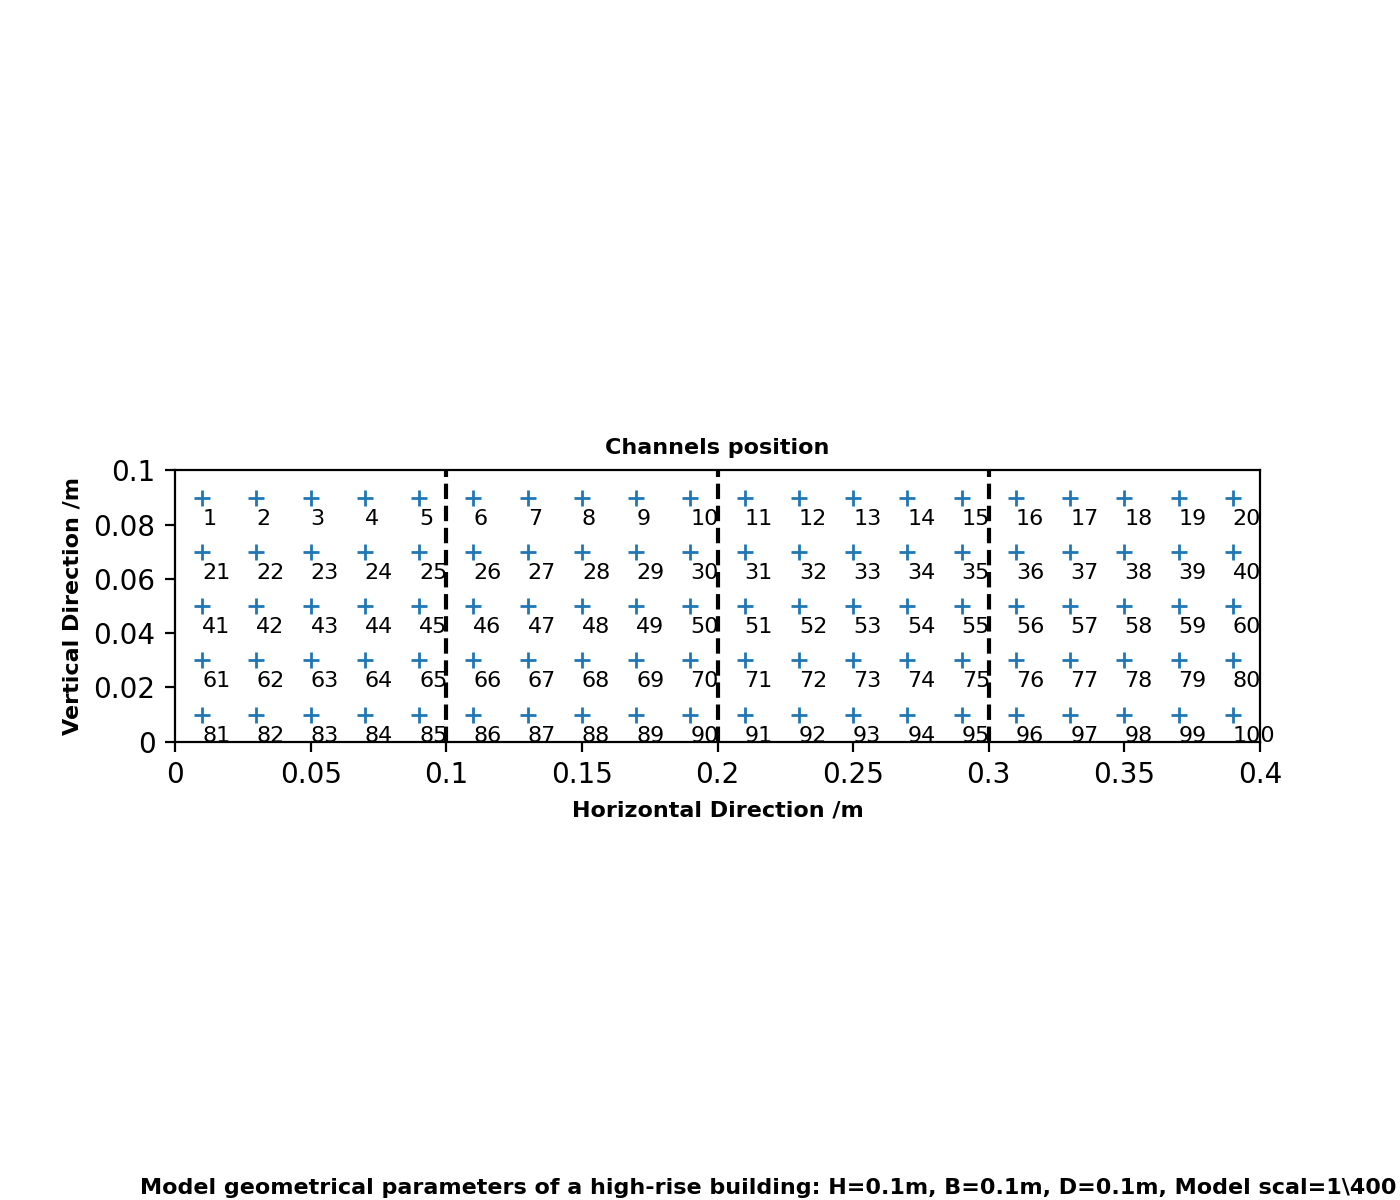 Channels position
0.1
1 2 3 4 5 6 7 8 9 10 11 12 13 14 15 16 17 18 19 20
0.08
21 22 23 24 25 26 27 28 29 30 31 32 33 34 35 36 37 38 39 40
0.06
41 42 43 44 45 46 47 48 49 50 51 52 53 54 55 56 57 58 59 60
0.04
61 62 63 64 65 66 67 68 69 70 71 72 73 74 75 76 77 78 79 80
0.02
81 82 83 84 85 86 87 88 89 90 91 92 93 94 95 96 97 98 99 100
0
Vertical Direction /m
0 0.05 0.1 0.15 0.2 0.25 0.3 0.35 0.4
Horizontal Direction /m
Model geometrical parameters of a high-rise building: H=0.1m, B=0.1m, D=0.1m, Model scal=1\400